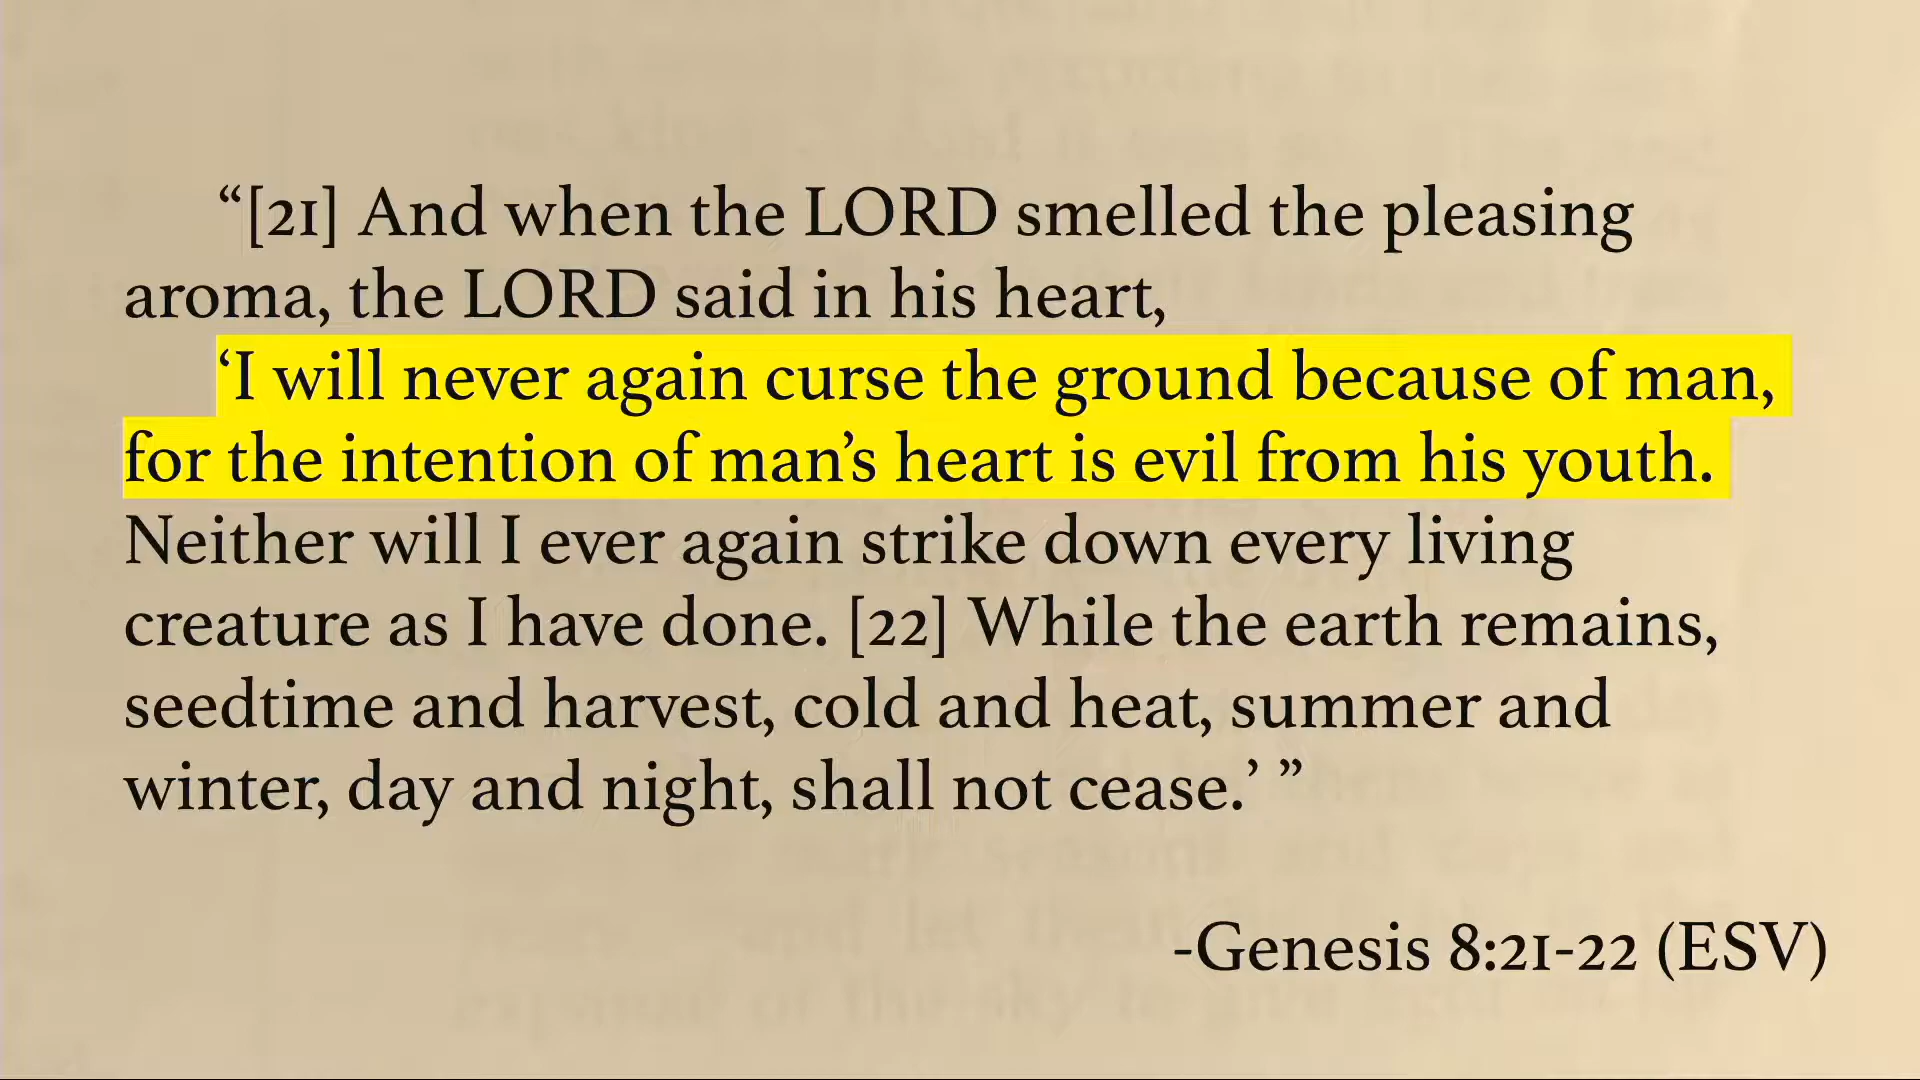 “[21] And when the LORD smelled the pleasing
aroma, the LORD said in his heart,
‘I will never again curse the ground because of man,
for the intention of man’s heart is evil from his youth.
Neither will I ever again strike down every living
creature as I have done. [22] While the earth remains,
seedtime and harvest, cold and heat, summer and
winter, day and night, shall not cease.’ ”
-Genesis 8:21-22 (ESV)